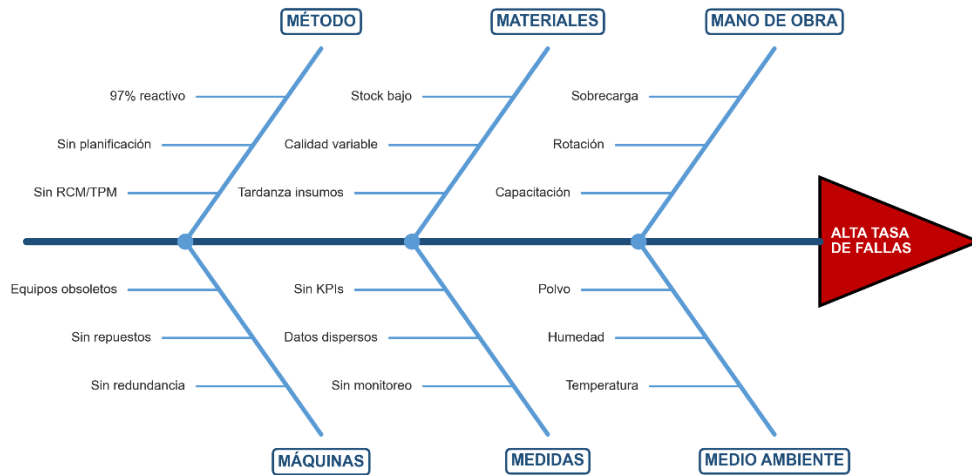 MÉTODO
MATERIALES
MANO DE OBRA
97% reactivo
Stock bajo
Sobrecarga
Sin planificación
Calidad variable
Rotación
Sin RCM/TPM
Tardanza insumos
Capacitación
ALTA TASA
DE FALLAS
Equipos obsoletos
Sin KPIs
Polvo
Sin repuestos
Datos dispersos
Humedad
Sin redundancia
Sin monitoreo
Temperatura
MÁQUINAS
MEDIDAS
MEDIO AMBIENTE